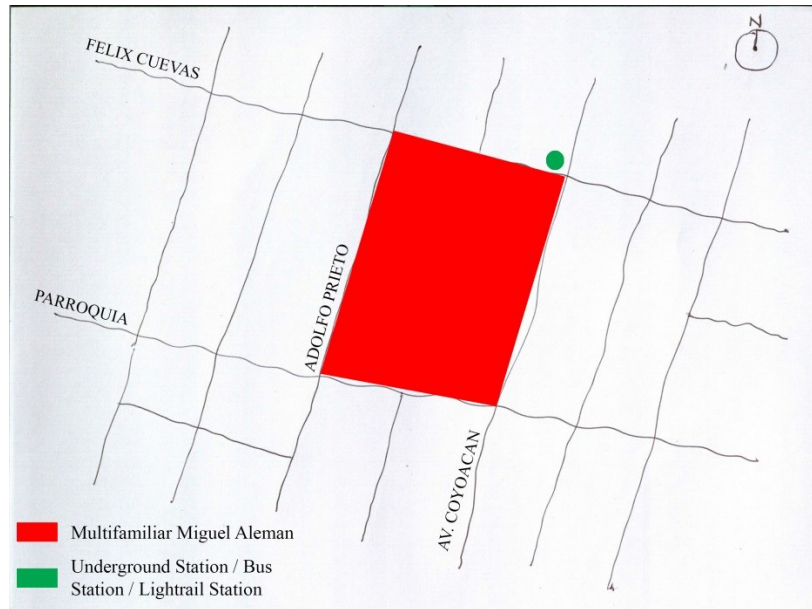 N
FELIX CUEVAS
PARROQUIA
ADOLFO PRIETO
AV. COYOACAN
Multifamiliar Miguel Aleman
Underground Station / Bus
Station / Lightrail Station